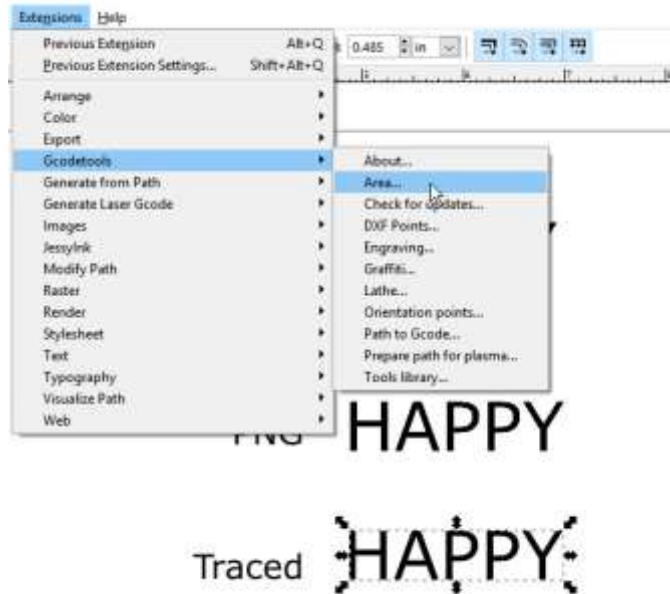 Extensions Help
Previous Extension Alt+Q
0.485 in
Previous Extension Settings... Shift+Alt+Q
Arrange
Color
Export
Gcodetools
Generate from Path
Generate Laser Gcode
Images
JessyInk
Modify Path
Raster
Render
Stylesheet
Text
Typography
Visualize Path
Web
About...
Area...
Check for updates...
DXF Points...
Engraving...
Graffiti...
Lathe...
Orientation points...
Path to Gcode...
Prepare path for plasma...
Tools library...
PNG HAPPY
Traced HAPPY